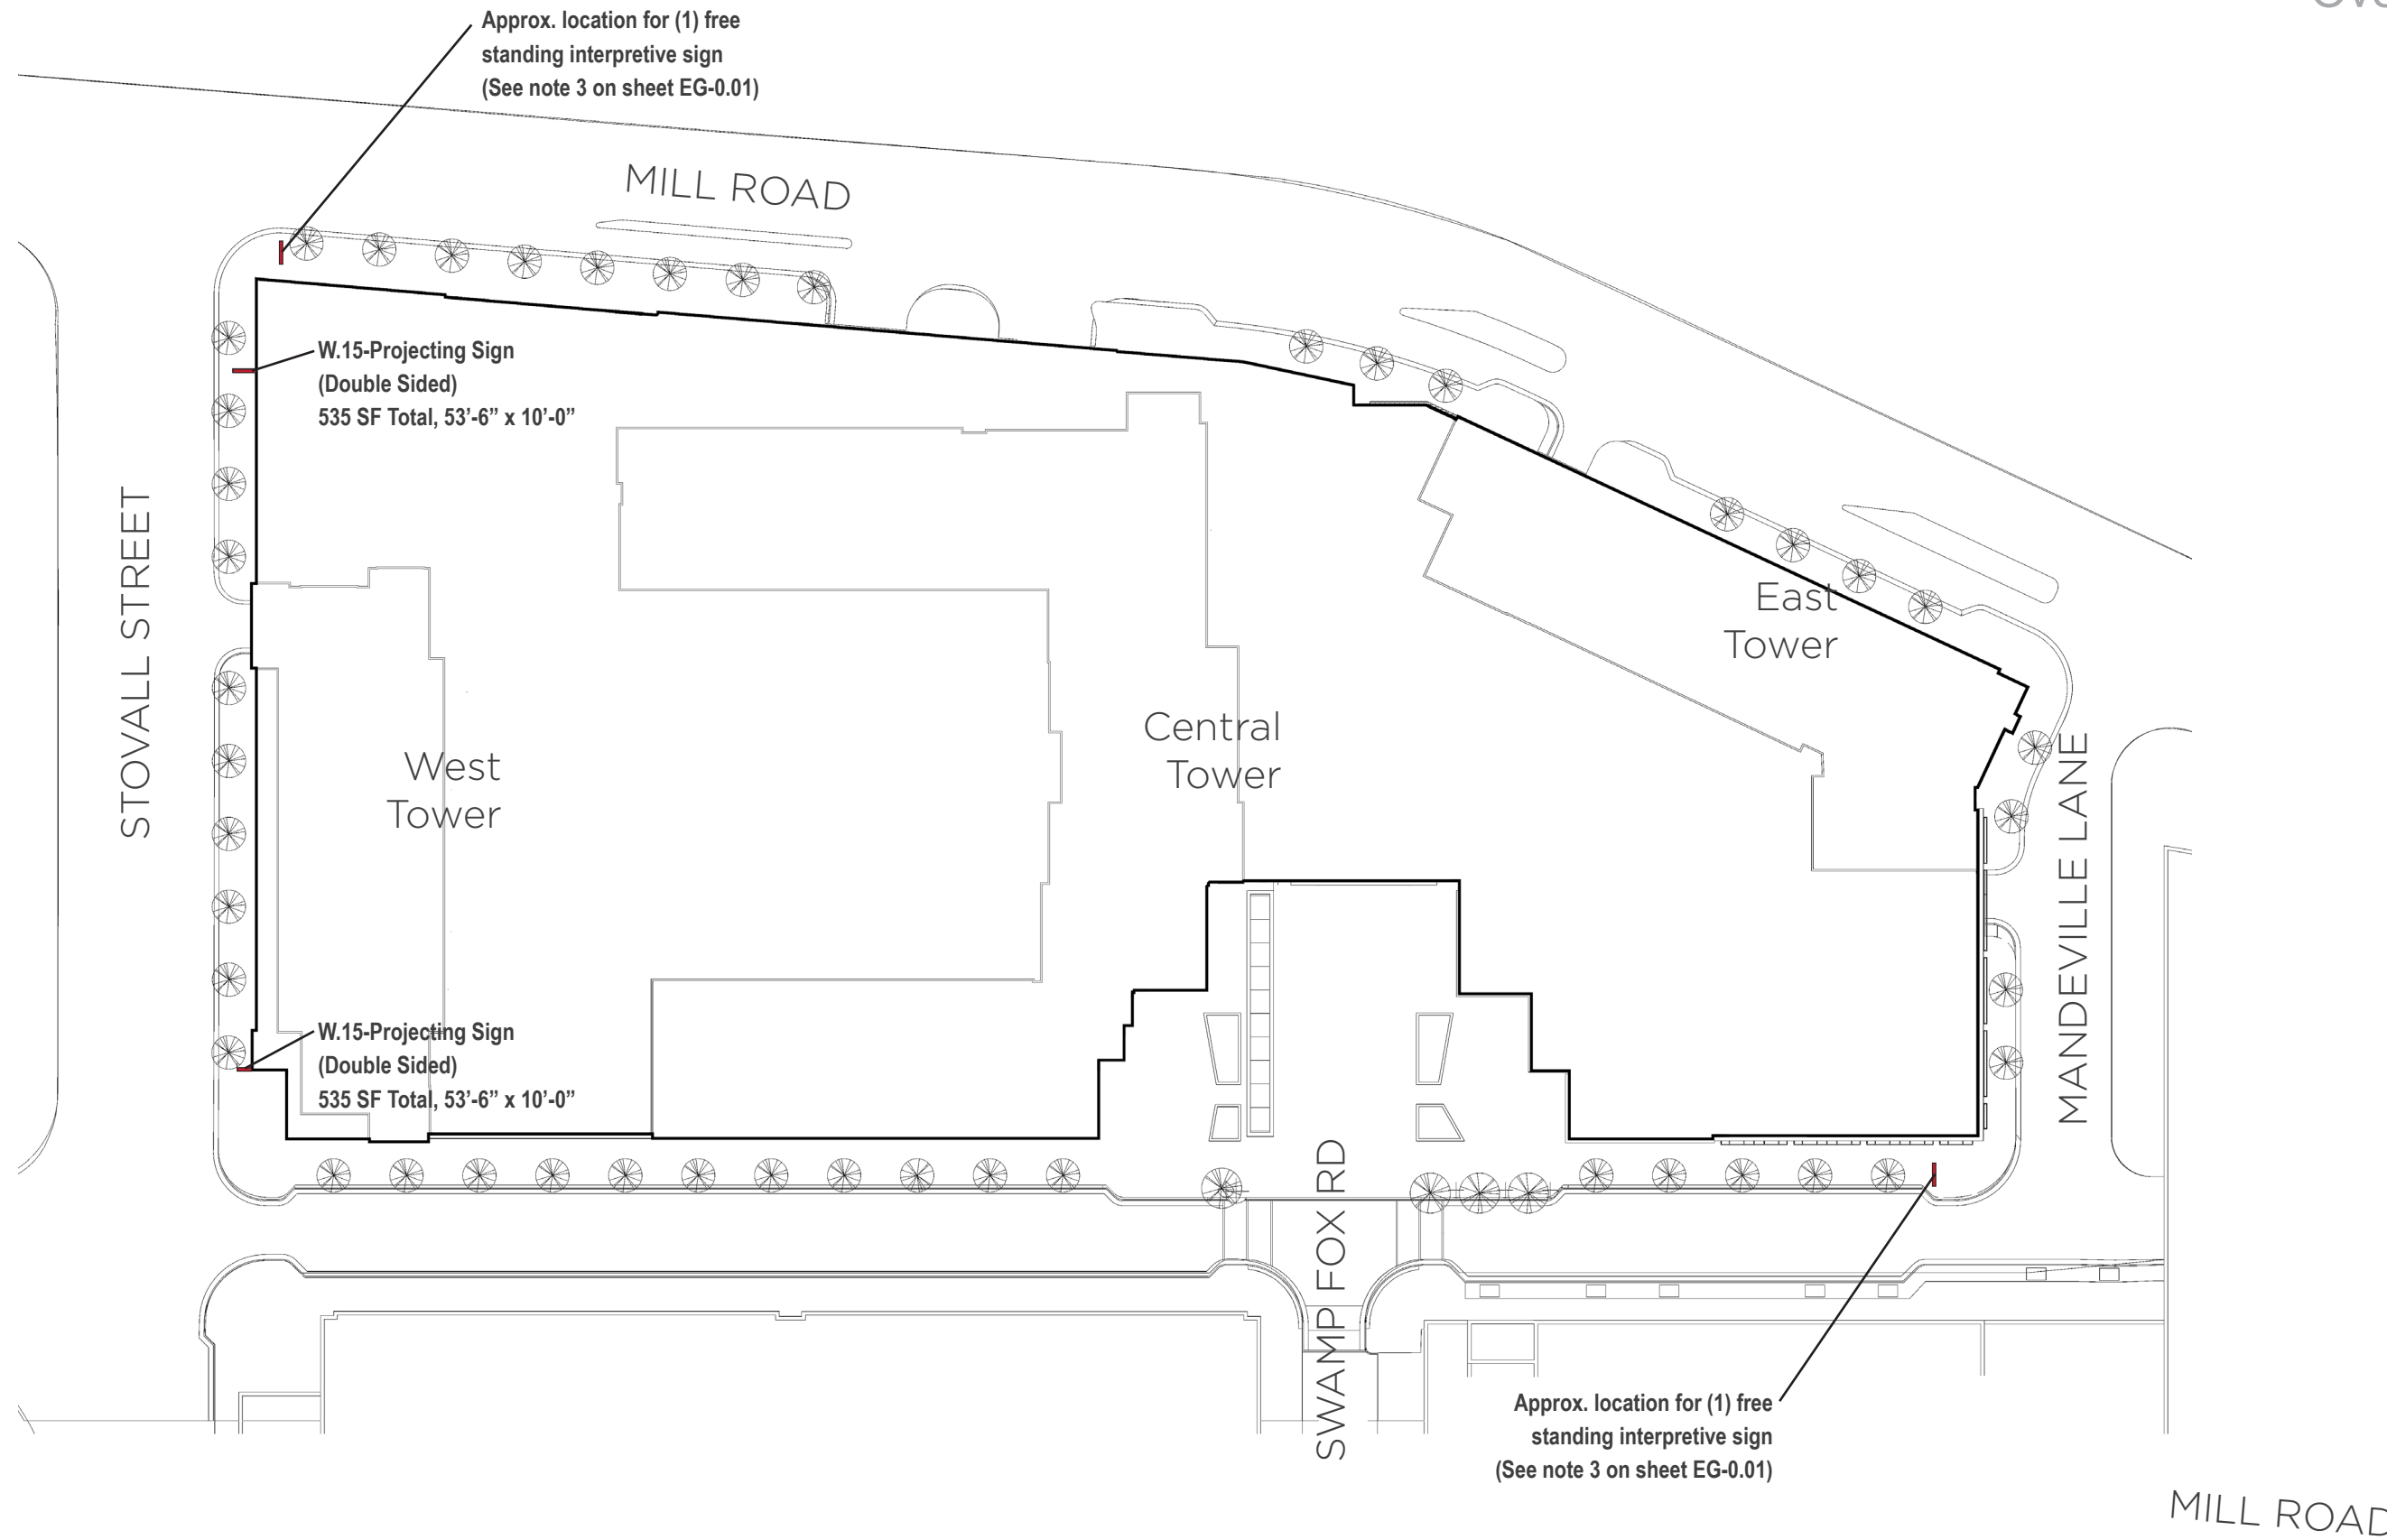 Approx. location for (1) free
standing interpretive sign
(See note 3 on sheet EG-0.01)
MILL ROAD
W.15-Projecting Sign
(Double Sided)
535 SF Total, 53’-6” x 10’-0”
STOVALL STREET
East
Tower
Central
Tower
West
Tower
MANDEVILLE LANE
W.15-Projecting Sign
(Double Sided)
535 SF Total, 53’-6” x 10’-0”
SWAMP FOX RD
Approx. location for (1) free
standing interpretive sign
(See note 3 on sheet EG-0.01)
MILL ROAD